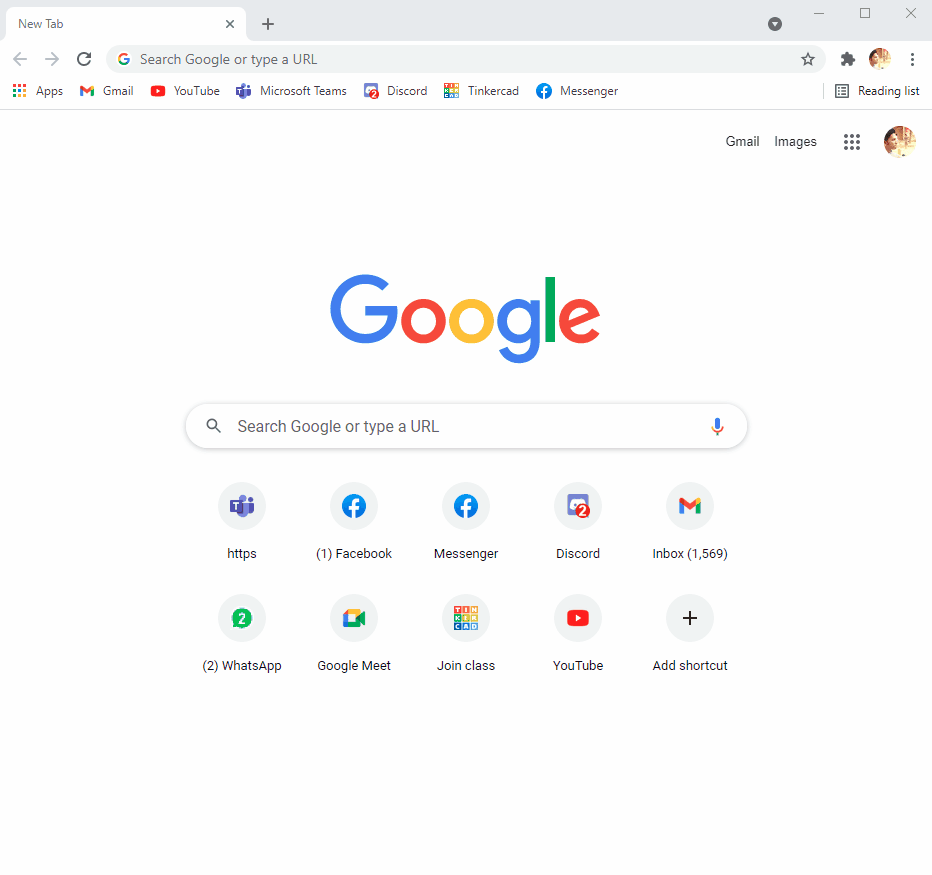 New Tab
Search Google or type a URL
Apps Gmail YouTube Microsoft Teams Discord Tinkercad Messenger Reading list
Gmail Images
Google
Search Google or type a URL
https (1) Facebook Messenger Discord Inbox (1,569)
(2) WhatsApp Google Meet Join class YouTube Add shortcut